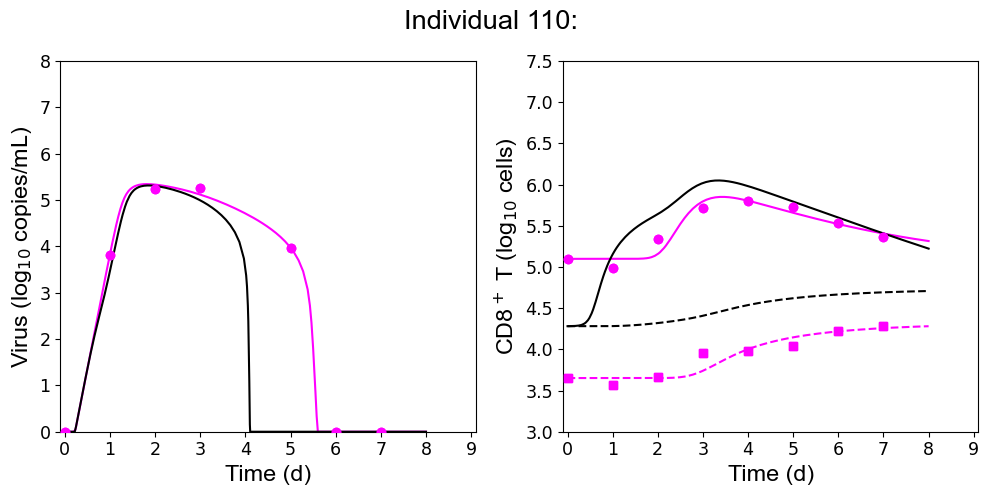 Individual 110:
Virus (log10 copies/mL)
8
7
6
5
4
3
2
1
0
0 1 2 3 4 5 6 7 8 9
Time (d)
CD8+ T (log10 cells)
7.5
7.0
6.5
6.0
5.5
5.0
4.5
4.0
3.5
3.0
0 1 2 3 4 5 6 7 8 9
Time (d)